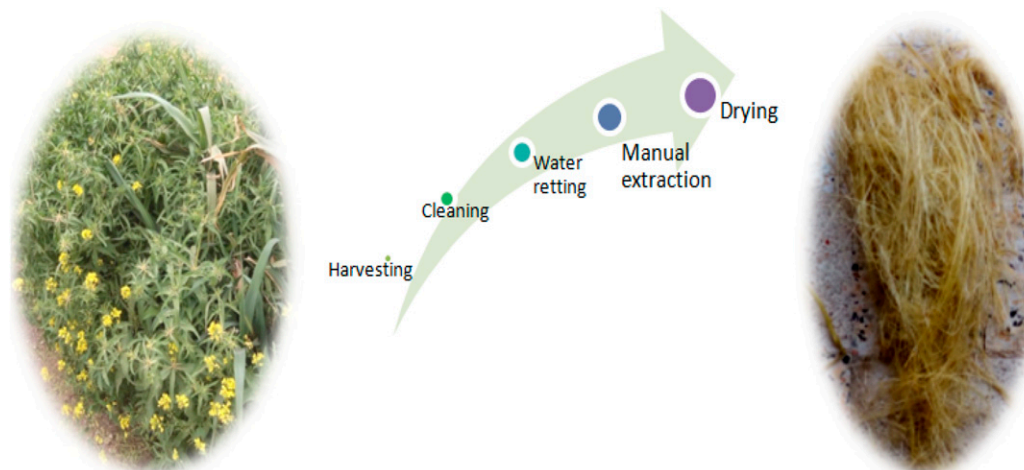 Harvesting
Cleaning
Water
retting
Manual
extraction
Drying